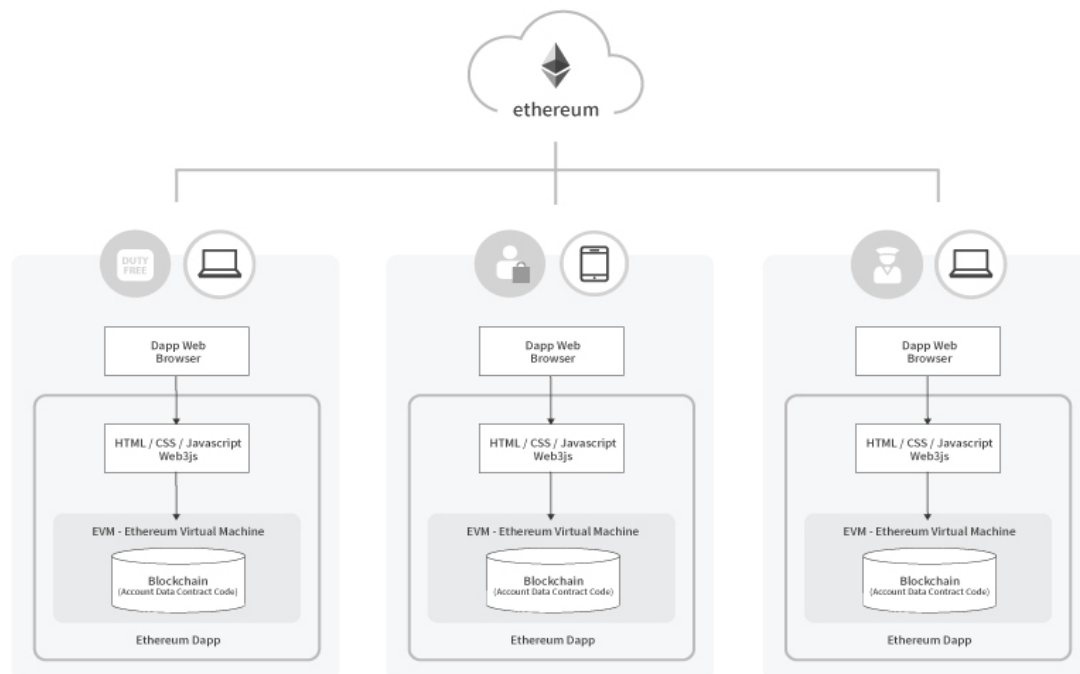 ethereum
DUTY
FREE
Dapp Web
Browser
HTML / CSS / Javascript
Web3js
EVM - Ethereum Virtual Machine
Blockchain
(Account Data Contract Code)
Ethereum Dapp
Dapp Web
Browser
HTML / CSS / Javascript
Web3js
EVM - Ethereum Virtual Machine
Blockchain
(Account Data Contract Code)
Ethereum Dapp
Dapp Web
Browser
HTML / CSS / Javascript
Web3js
EVM - Ethereum Virtual Machine
Blockchain
(Account Data Contract Code)
Ethereum Dapp